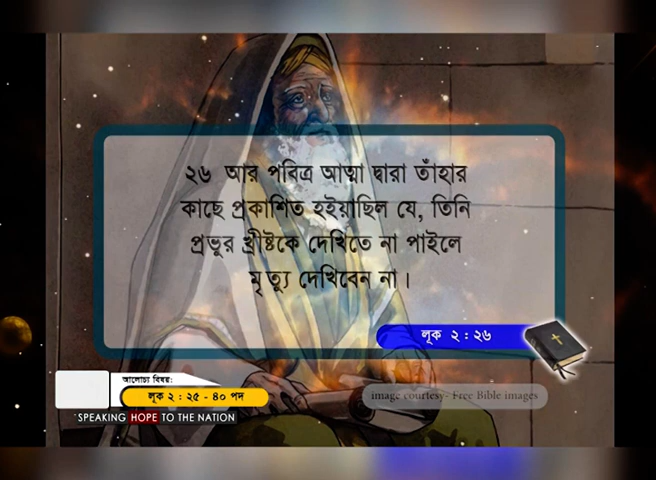 ২৬ আর পবিত্র আত্মা দ্বারা তাঁহার
কাছে প্রকাশিত হইয়াছিল যে, তিনি
প্রভুর খ্রীষ্টকে দেখিতে না পাইলে
মৃত্যু দেখিবেন না।
লূক ২ : ২৬
আলোচ্য বিষয়:
লূক ২ : ২৫ - ৪০ পদ
SPEAKING HOPE TO THE NATION
image courtesy- Free Bible images